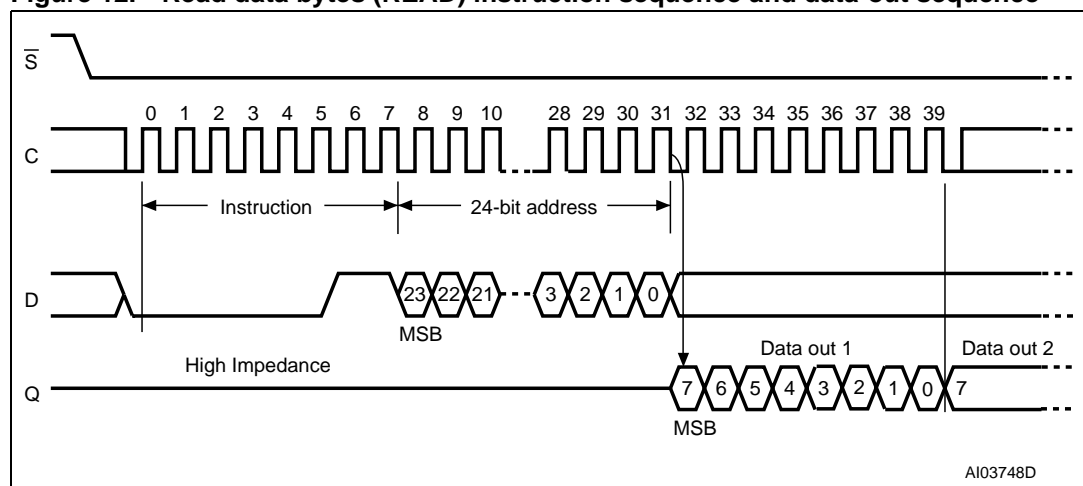 Figure 12. Read data bytes (READ) instruction sequence and data-out sequence
S
0 1 2 3 4 5 6 7 8 9 10 28 29 30 31 32 33 34 35 36 37 38 39
C
Instruction 24-bit address
D 23 22 21 3 2 1 0
MSB
High Impedance Data out 1 Data out 2
Q 7 6 5 4 3 2 1 0 7
MSB
AI03748D